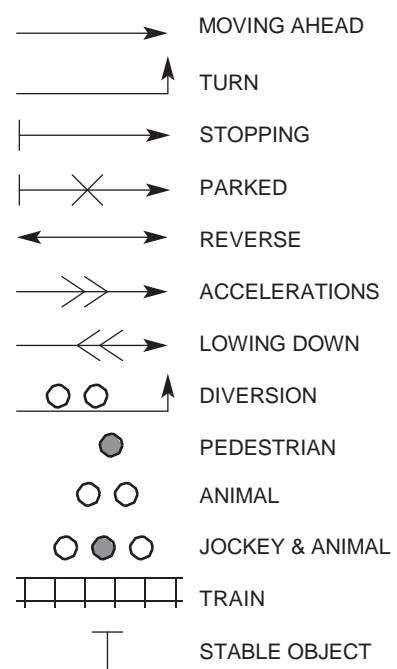 MOVING AHEAD
TURN
STOPPING
PARKED
REVERSE
ACCELERATIONS
LOWING DOWN
DIVERSION
PEDESTRIAN
ANIMAL
JOCKEY & ANIMAL
TRAIN
STABLE OBJECT